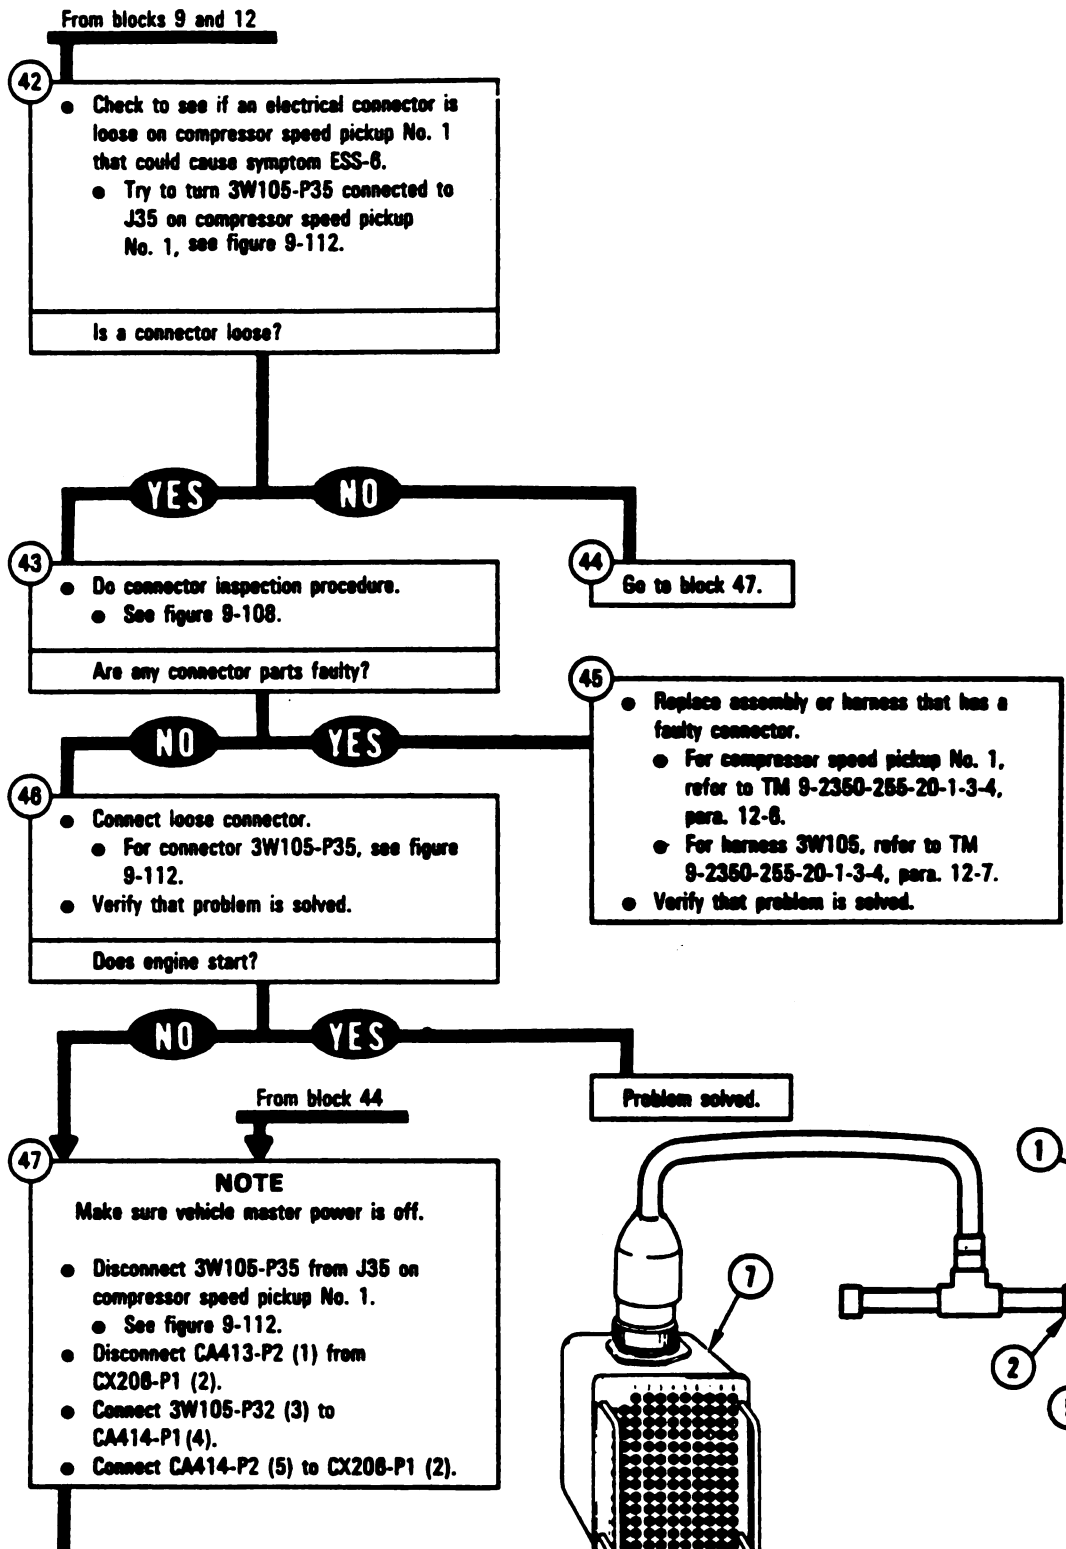 From blocks 9 and 12
42
● Check to see if an electrical connector is
loose on compressor speed pickup No. 1
that could cause symptom ESS-6.
● Try to turn 3W105-P35 connected to
J35 on compressor speed pickup
No. 1, see figure 9-112.
Is a connector loose?
YES
NO
43
● Do connector inspection procedure.
● See figure 9-108.
Are any connector parts faulty?
44
Go to block 47.
NO
YES
45
● Replace assembly or harness that has a
faulty connector.
● For compressor speed pickup No. 1,
refer to TM 9-2350-255-20-1-3-4,
para. 12-6.
● For harness 3W105, refer to TM
9-2350-255-20-1-3-4, para. 12-7.
● Verify that problem is solved.
46
● Connect loose connector.
● For connector 3W105-P35, see figure
9-112.
● Verify that problem is solved.
Does engine start?
NO
YES
Problem solved.
From block 44
47
NOTE
Make sure vehicle master power is off.
● Disconnect 3W105-P35 from J35 on
compressor speed pickup No. 1.
● See figure 9-112.
● Disconnect CA413-P2 (1) from
CX206-P1 (2).
● Connect 3W105-P32 (3) to
CA414-P1 (4).
● Connect CA414-P2 (5) to CX206-P1 (2).
1
7
2